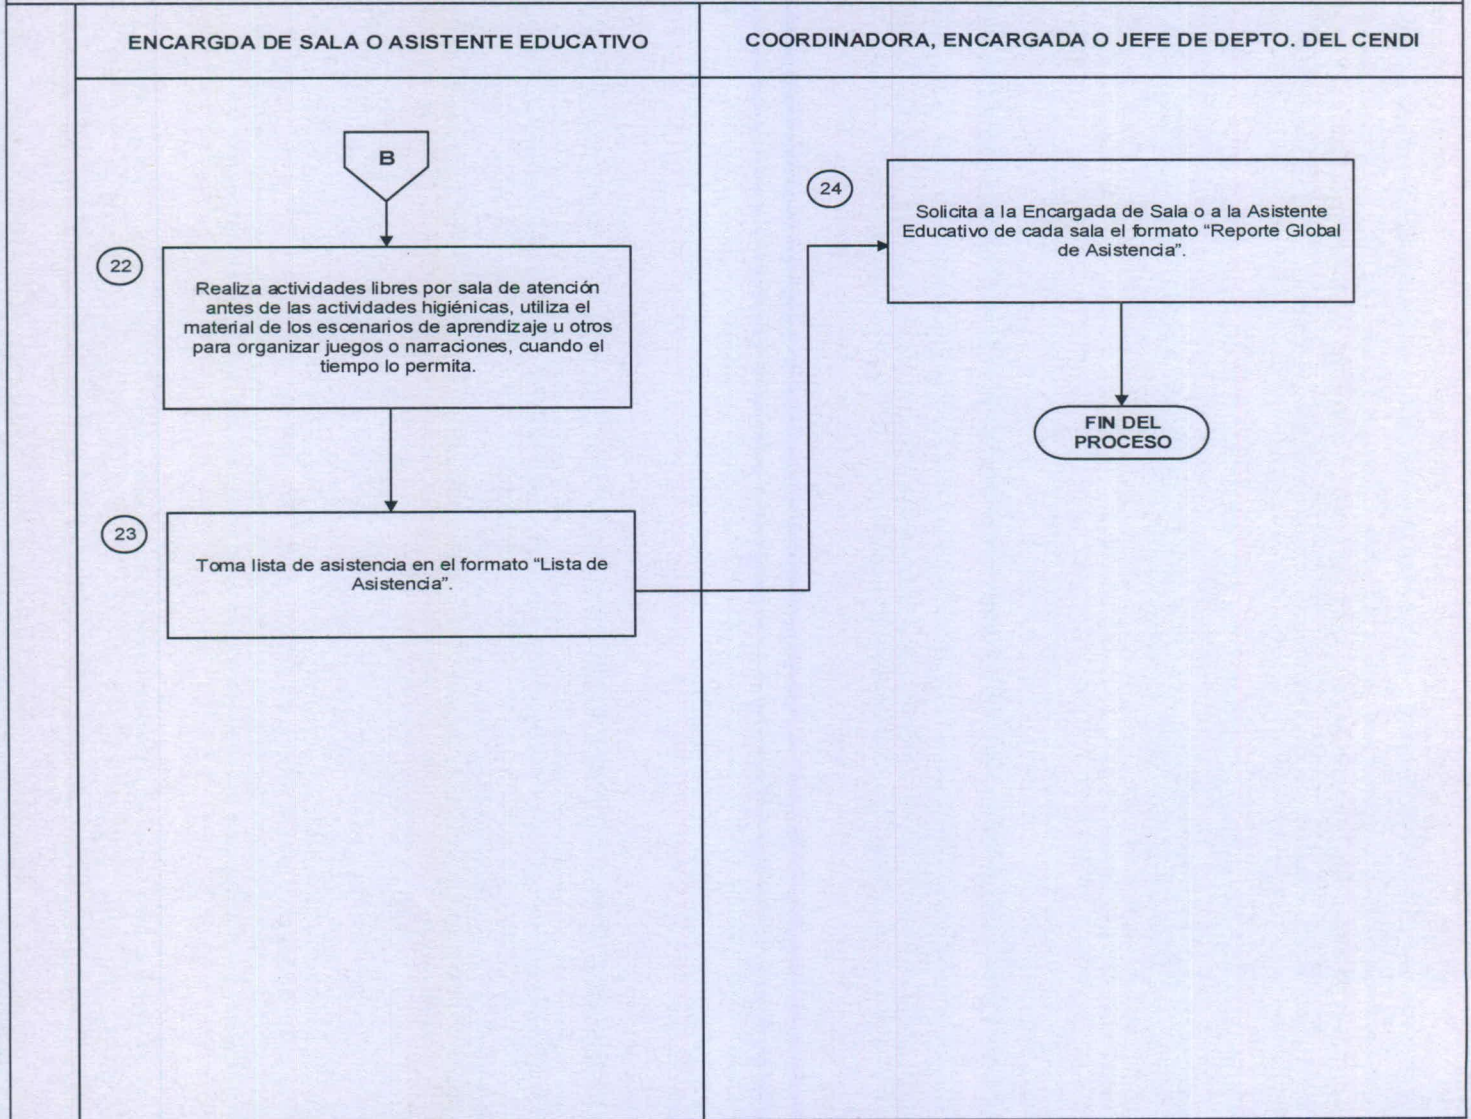 ENCARGDA DE SALA O ASISTENTE EDUCATIVO
COORDINADORA, ENCARGADA O JEFE DE DEPTO. DEL CENDI
B
22
Realiza actividades libres por sala de atención
antes de las actividades higiénicas, utiliza el
material de los escenarios de aprendizaje u otros
para organizar juegos o narraciones, cuando el
tiempo lo permita.
23
Toma lista de asistencia en el formato “Lista de
Asistencia”.
24
Solicita a la Encargada de Sala o a la Asistente
Educativo de cada sala el formato “Reporte Global
de Asistencia”.
FIN DEL
PROCESO